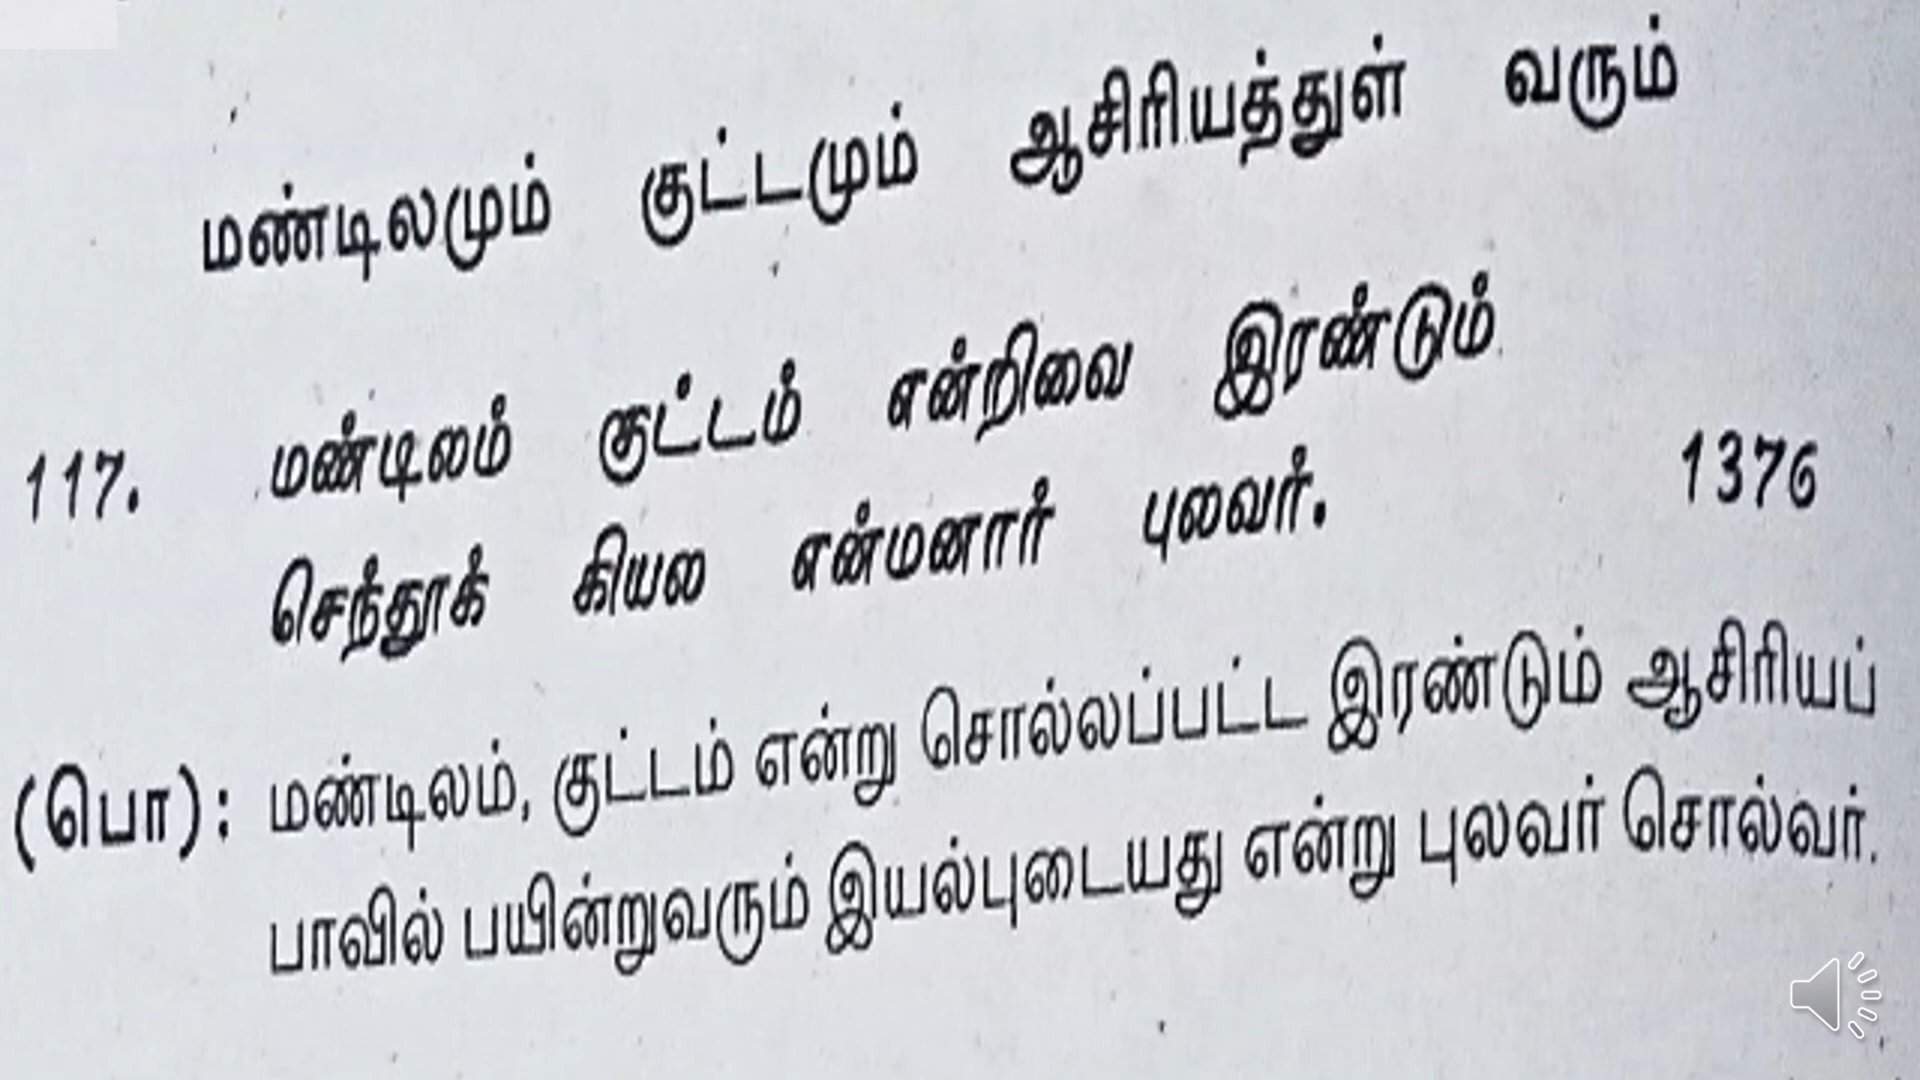 மண்டிலமும் குட்டமும் ஆசிரியத்துள் வரும்
117. மண்டிலம் குட்டம் என்றிவை இரண்டும்
செந்தூக் கியல என்மனார் புலவர். 1376
(பொ): மண்டிலம், குட்டம் என்று சொல்லப்பட்ட இரண்டும் ஆசிரியப்
பாவில் பயின்றுவரும் இயல்புடையது என்று புலவர் சொல்வர்.